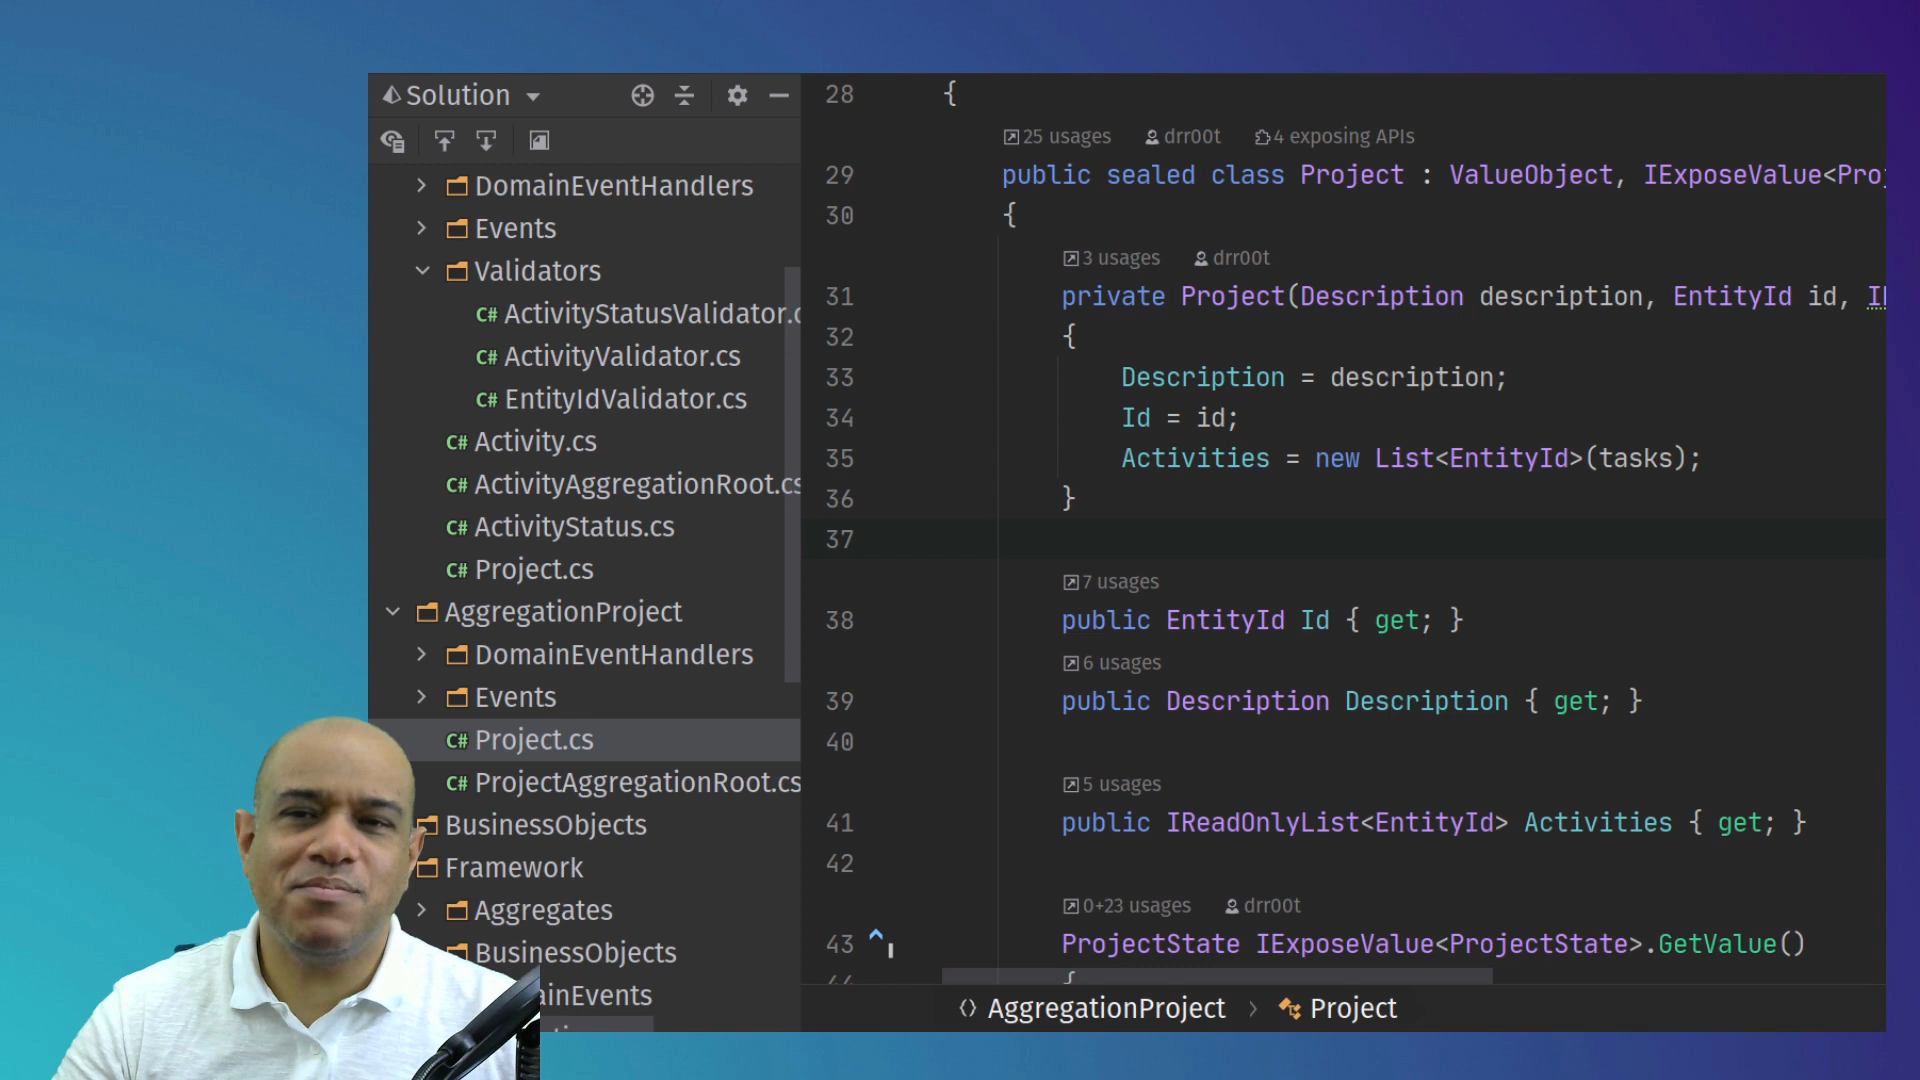 Solution
DomainEventHandlers
Events
Validators
C# ActivityStatusValidator.c
C# ActivityValidator.cs
C# EntityIdValidator.cs
C# Activity.cs
C# ActivityAggregationRoot.cs
C# ActivityStatus.cs
C# Project.cs
AggregationProject
DomainEventHandlers
Events
C# Project.cs
C# ProjectAggregationRoot.cs
BusinessObjects
Framework
Aggregates
BusinessObjects
ainEvents
28 {
25 usages drr00t 4 exposing APIs
29 public sealed class Project : ValueObject, IExposeValue<Proj
30 {
3 usages drr00t
31 private Project(Description description, EntityId id, IE
32 {
33 Description = description;
34 Id = id;
35 Activities = new List<EntityId>(tasks);
36 }
37
7 usages
38 public EntityId Id { get; }
6 usages
39 public Description Description { get; }
40
5 usages
41 public IReadOnlyList<EntityId> Activities { get; }
42
0+23 usages drr00t
43 ProjectState IExposeValue<ProjectState>.GetValue()
44 {
AggregationProject > Project